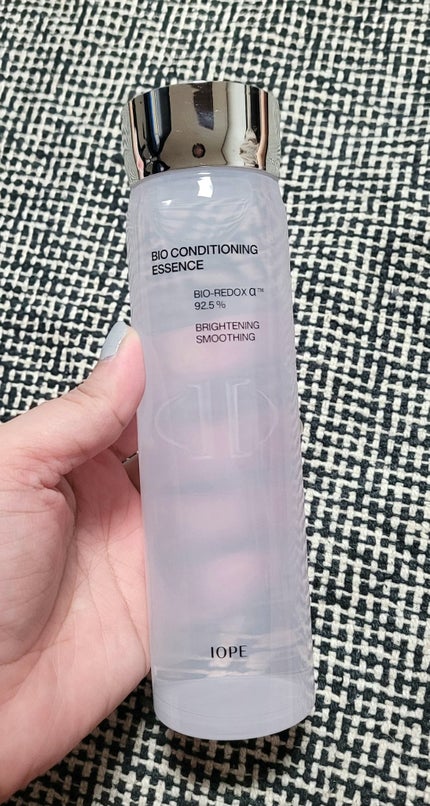 BIO CONDITIONING
ESSENCE
BIO-REDOX α™
92.5 %
BRIGHTENING
SMOOTHING
IOPE